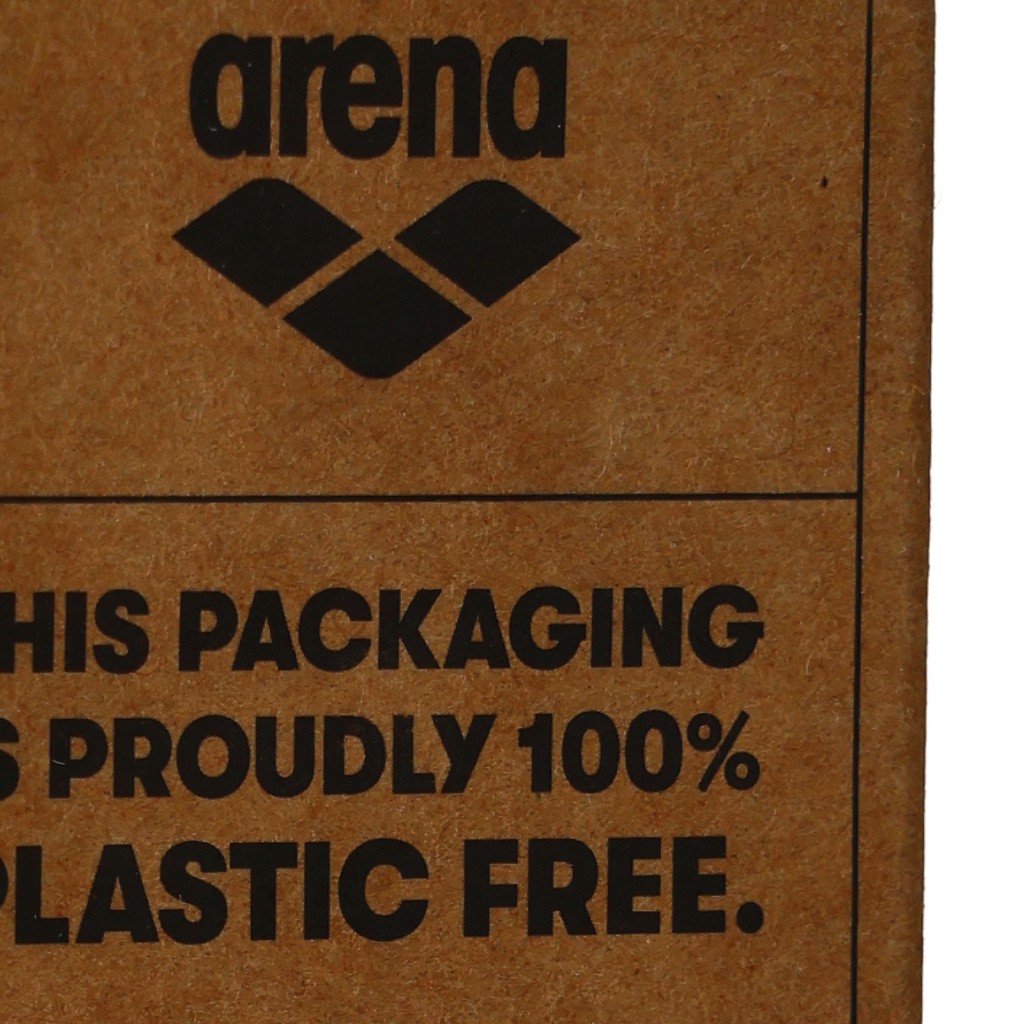 arena
HIS PACKAGING
S PROUDLY 100%
PLASTIC FREE.